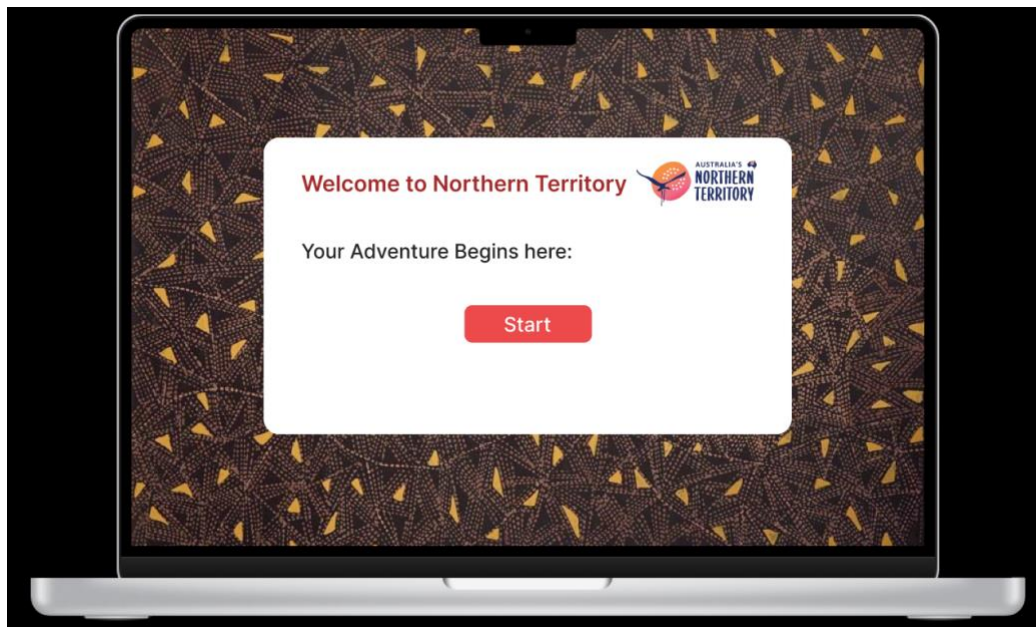 Welcome to Northern Territory
AUSTRALIA'S
NORTHERN
TERRITORY
Your Adventure Begins here:
Start